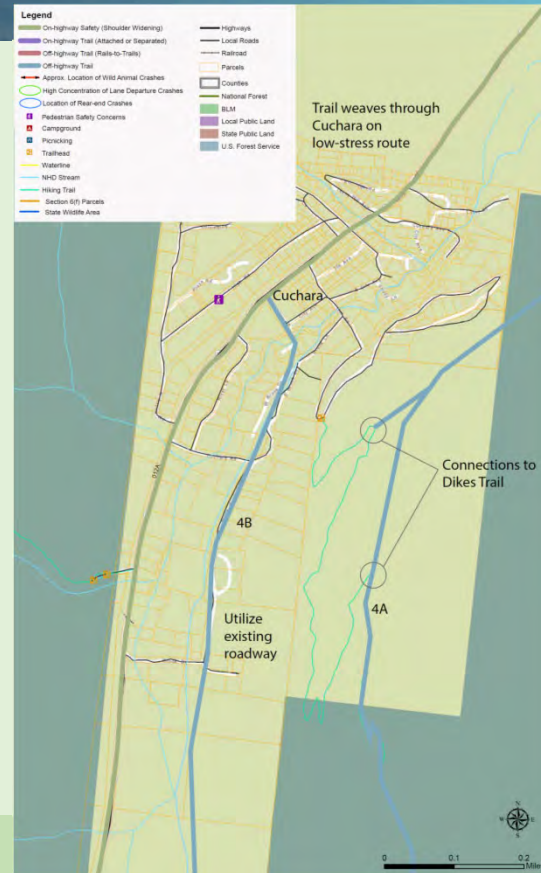 Legend
On-highway Safety (Shoulder Widening)
On-highway Trail (Attached or Separated)
Off-highway Trail (Rails-to-Trails)
Off-highway Trail
Approx. Location of Wild Animal Crashes
High Concentration of Lane Departure Crashes
Location of Rear-end Crashes
Pedestrian Safety Concerns
Campground
Picnicking
Trailhead
Waterline
NHD Stream
Hiking Trail
Section 6(f) Parcels
State Wildlife Area
Highways
Local Roads
Railroad
Parcels
Counties
National Forest
BLM
Local Public Land
State Public Land
U.S. Forest Service
Trail weaves through
Cuchara on
low-stress route
Cuchara
Connections to
Dikes Trail
012A
4B
4A
Utilize
existing
roadway
N
W
E
S
0 0.1 0.2
Miles